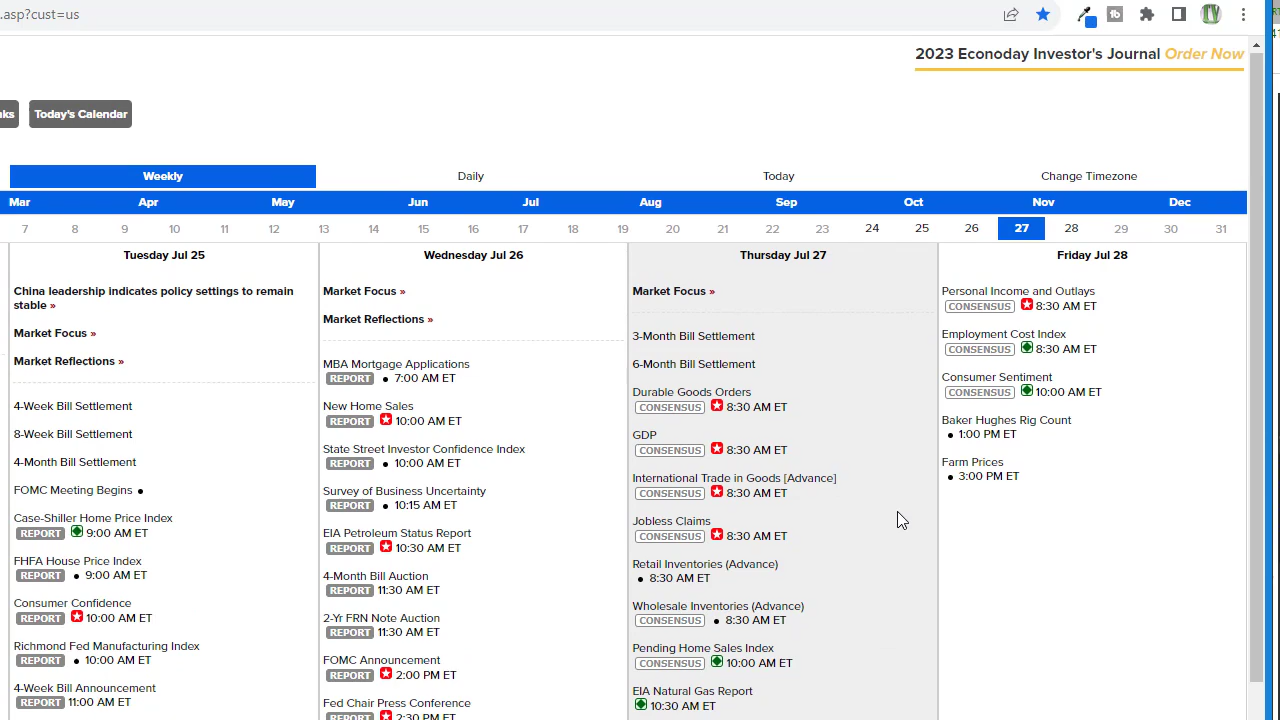 .asp?cust=us
2023 Econoday Investor's Journal Order Now
Today's Calendar
Weekly
Daily
Today
Change Timezone
Mar Apr May Jun Jul Aug Sep Oct Nov Dec
7 8 9 10 11 12 13 14 15 16 17 18 19 20 21 22 23 24 25 26 27 28 29 30 31
Tuesday Jul 25
China leadership indicates policy settings to remain
stable »
Market Focus »
Market Reflections »
4-Week Bill Settlement
8-Week Bill Settlement
4-Month Bill Settlement
FOMC Meeting Begins
Case-Shiller Home Price Index
REPORT 9:00 AM ET
FHFA House Price Index
REPORT 9:00 AM ET
Consumer Confidence
REPORT 10:00 AM ET
Richmond Fed Manufacturing Index
REPORT 10:00 AM ET
4-Week Bill Announcement
REPORT 11:00 AM ET
Wednesday Jul 26
Market Focus »
Market Reflections »
MBA Mortgage Applications
REPORT 7:00 AM ET
New Home Sales
REPORT 10:00 AM ET
State Street Investor Confidence Index
REPORT 10:00 AM ET
Survey of Business Uncertainty
REPORT 10:15 AM ET
EIA Petroleum Status Report
REPORT 10:30 AM ET
4-Month Bill Auction
REPORT 11:30 AM ET
2-Yr FRN Note Auction
REPORT 11:30 AM ET
FOMC Announcement
REPORT 2:00 PM ET
Fed Chair Press Conference
REPORT 2:30 PM ET
Thursday Jul 27
Market Focus »
3-Month Bill Settlement
6-Month Bill Settlement
Durable Goods Orders
CONSENSUS 8:30 AM ET
GDP
CONSENSUS 8:30 AM ET
International Trade in Goods [Advance]
CONSENSUS 8:30 AM ET
Jobless Claims
CONSENSUS 8:30 AM ET
Retail Inventories (Advance)
8:30 AM ET
Wholesale Inventories (Advance)
CONSENSUS 8:30 AM ET
Pending Home Sales Index
CONSENSUS 10:00 AM ET
EIA Natural Gas Report
10:30 AM ET
Friday Jul 28
Personal Income and Outlays
CONSENSUS 8:30 AM ET
Employment Cost Index
CONSENSUS 8:30 AM ET
Consumer Sentiment
CONSENSUS 10:00 AM ET
Baker Hughes Rig Count
1:00 PM ET
Farm Prices
3:00 PM ET